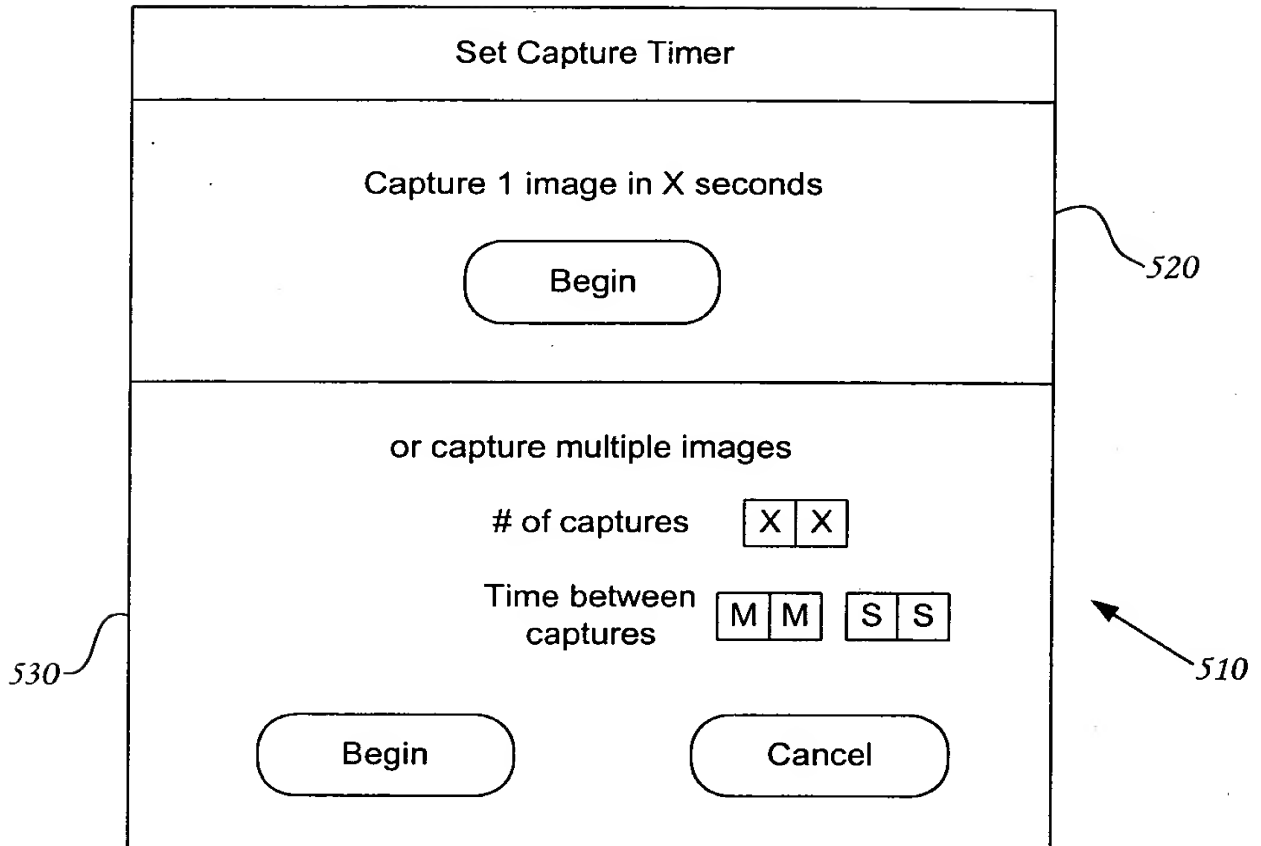 Set Capture Timer
Capture 1 image in X seconds
Begin
520
or capture multiple images
# of captures X X
Time between
captures M M S S
530
510
Begin Cancel